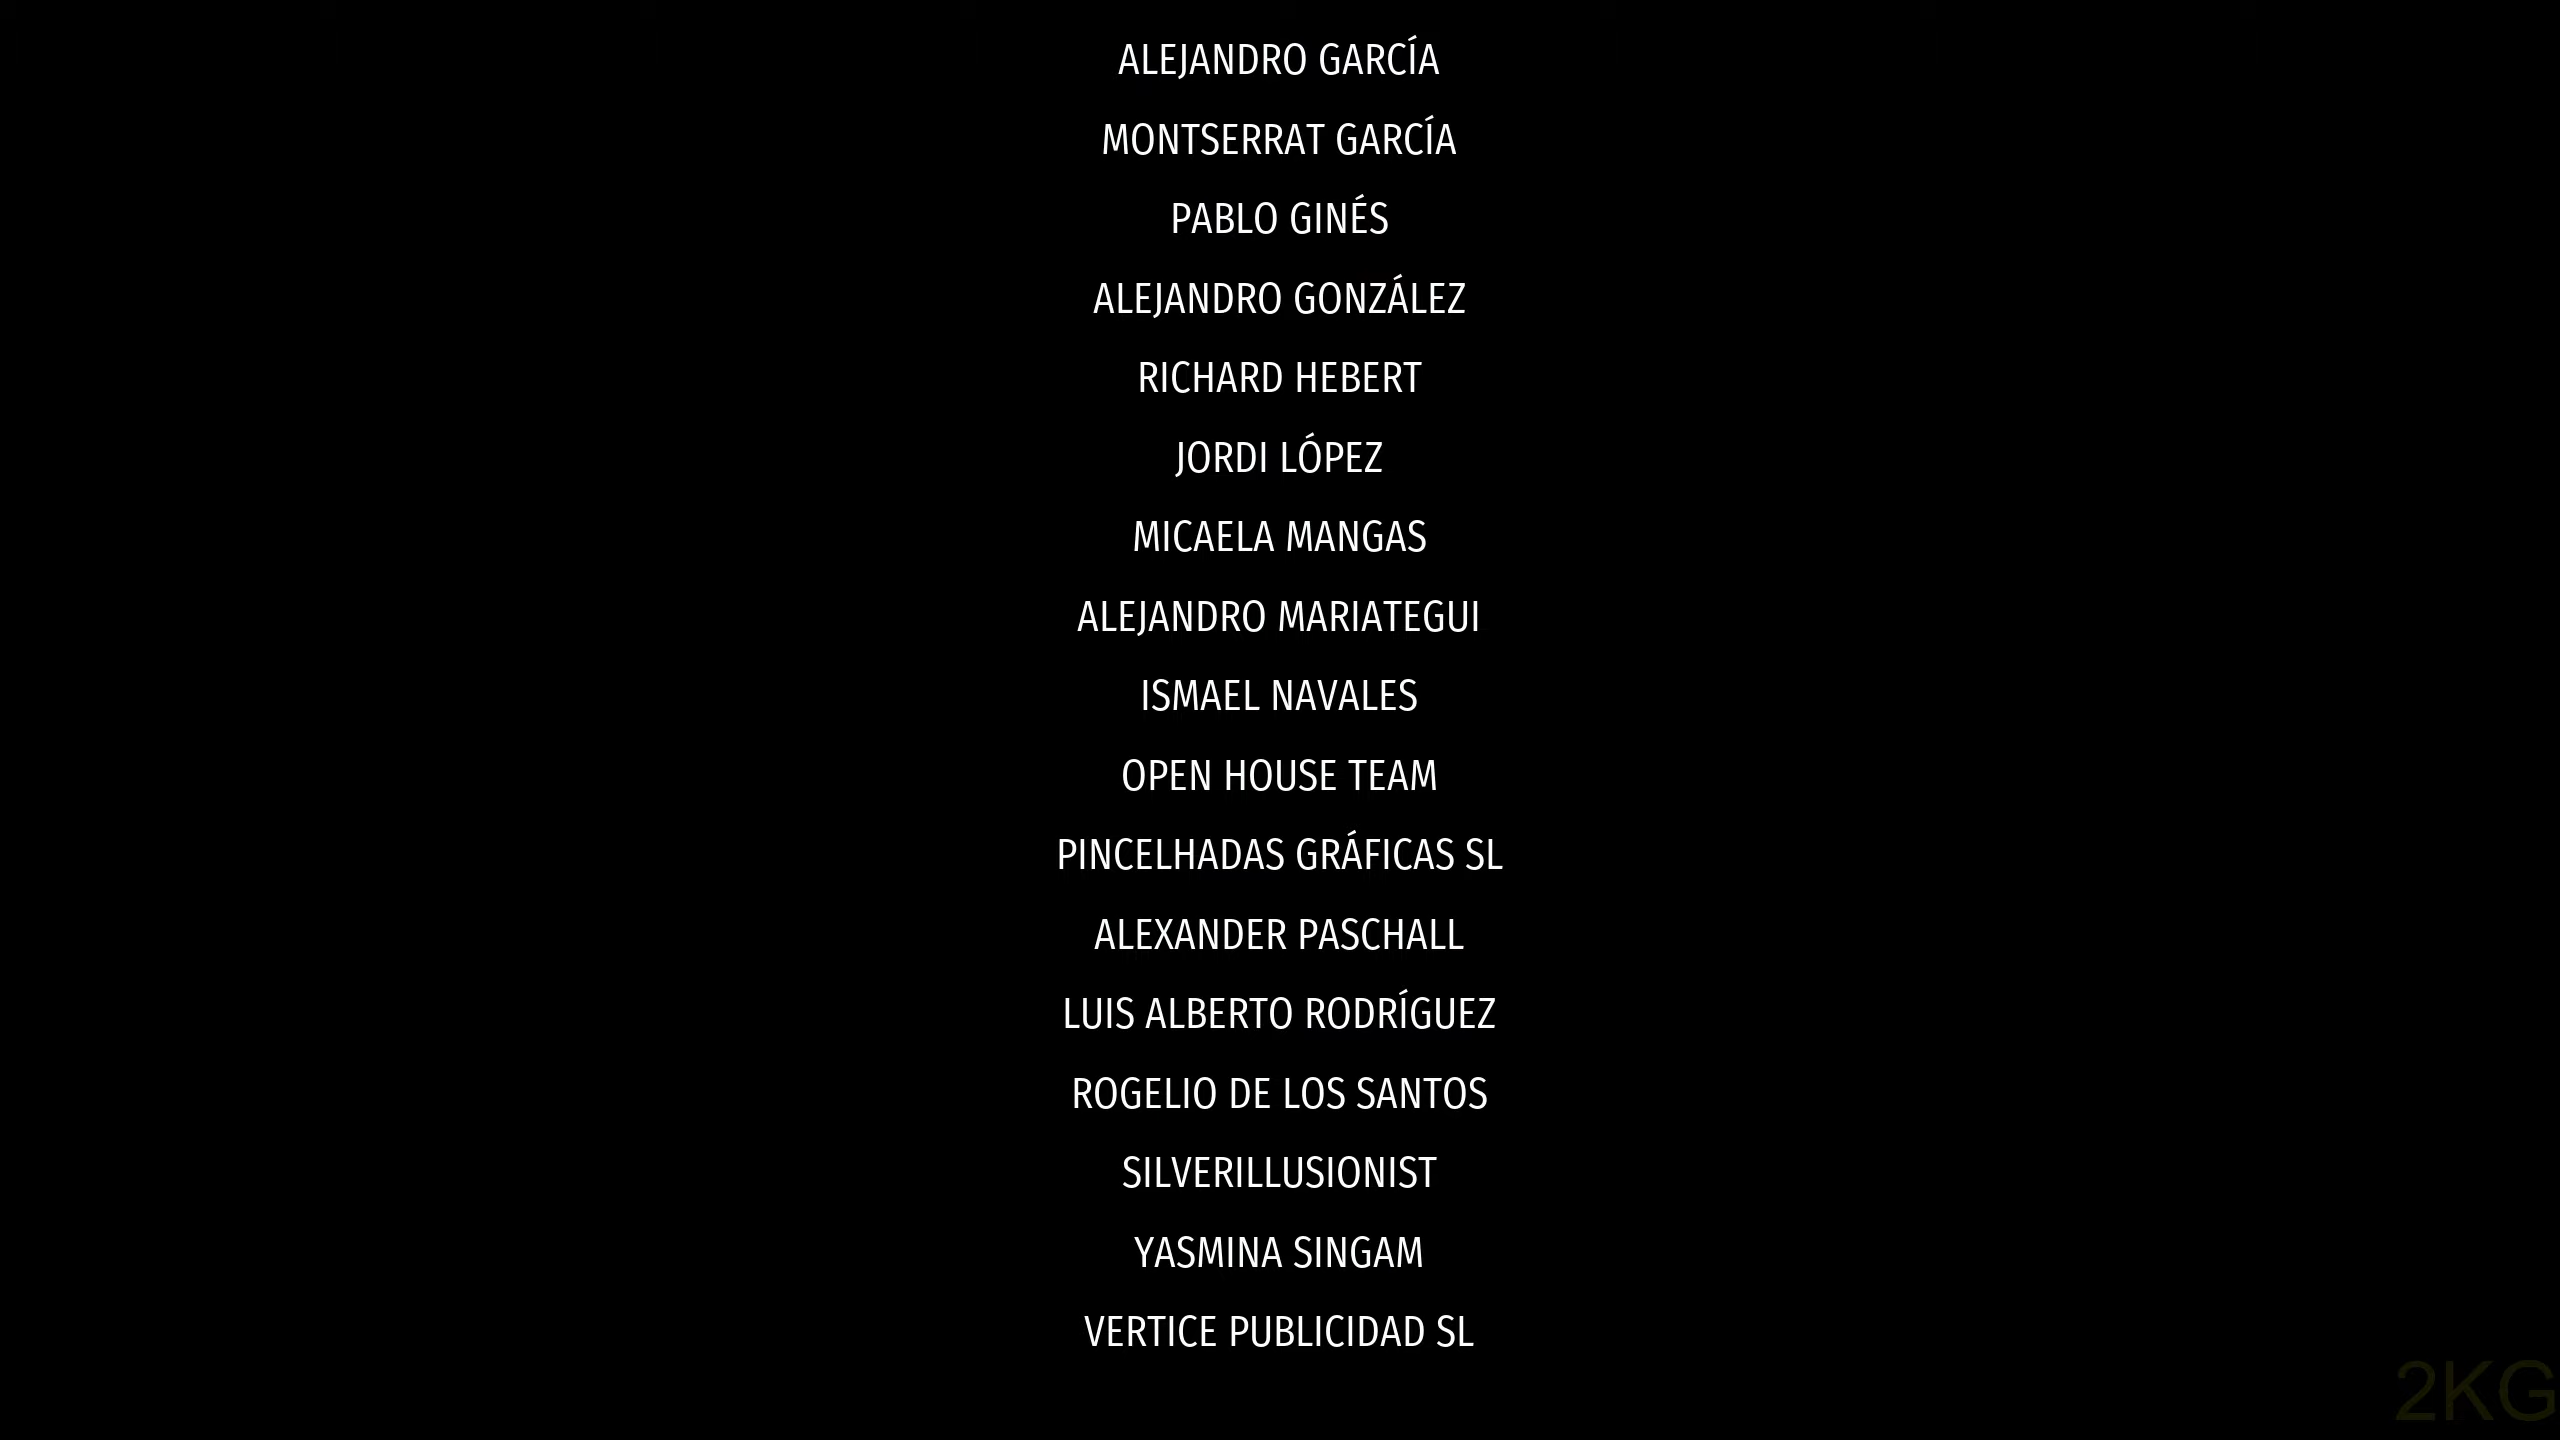 ALEJANDRO GARCÍA
MONTSERRAT GARCÍA
PABLO GINÉS
ALEJANDRO GONZÁLEZ
RICHARD HEBERT
JORDI LÓPEZ
MICAELA MANGAS
ALEJANDRO MARIATEGUI
ISMAEL NAVALES
OPEN HOUSE TEAM
PINCELHADAS GRÁFICAS SL
ALEXANDER PASCHALL
LUIS ALBERTO RODRÍGUEZ
ROGELIO DE LOS SANTOS
SILVERILLUSIONIST
YASMINA SINGAM
VERTICE PUBLICIDAD SL
2KG